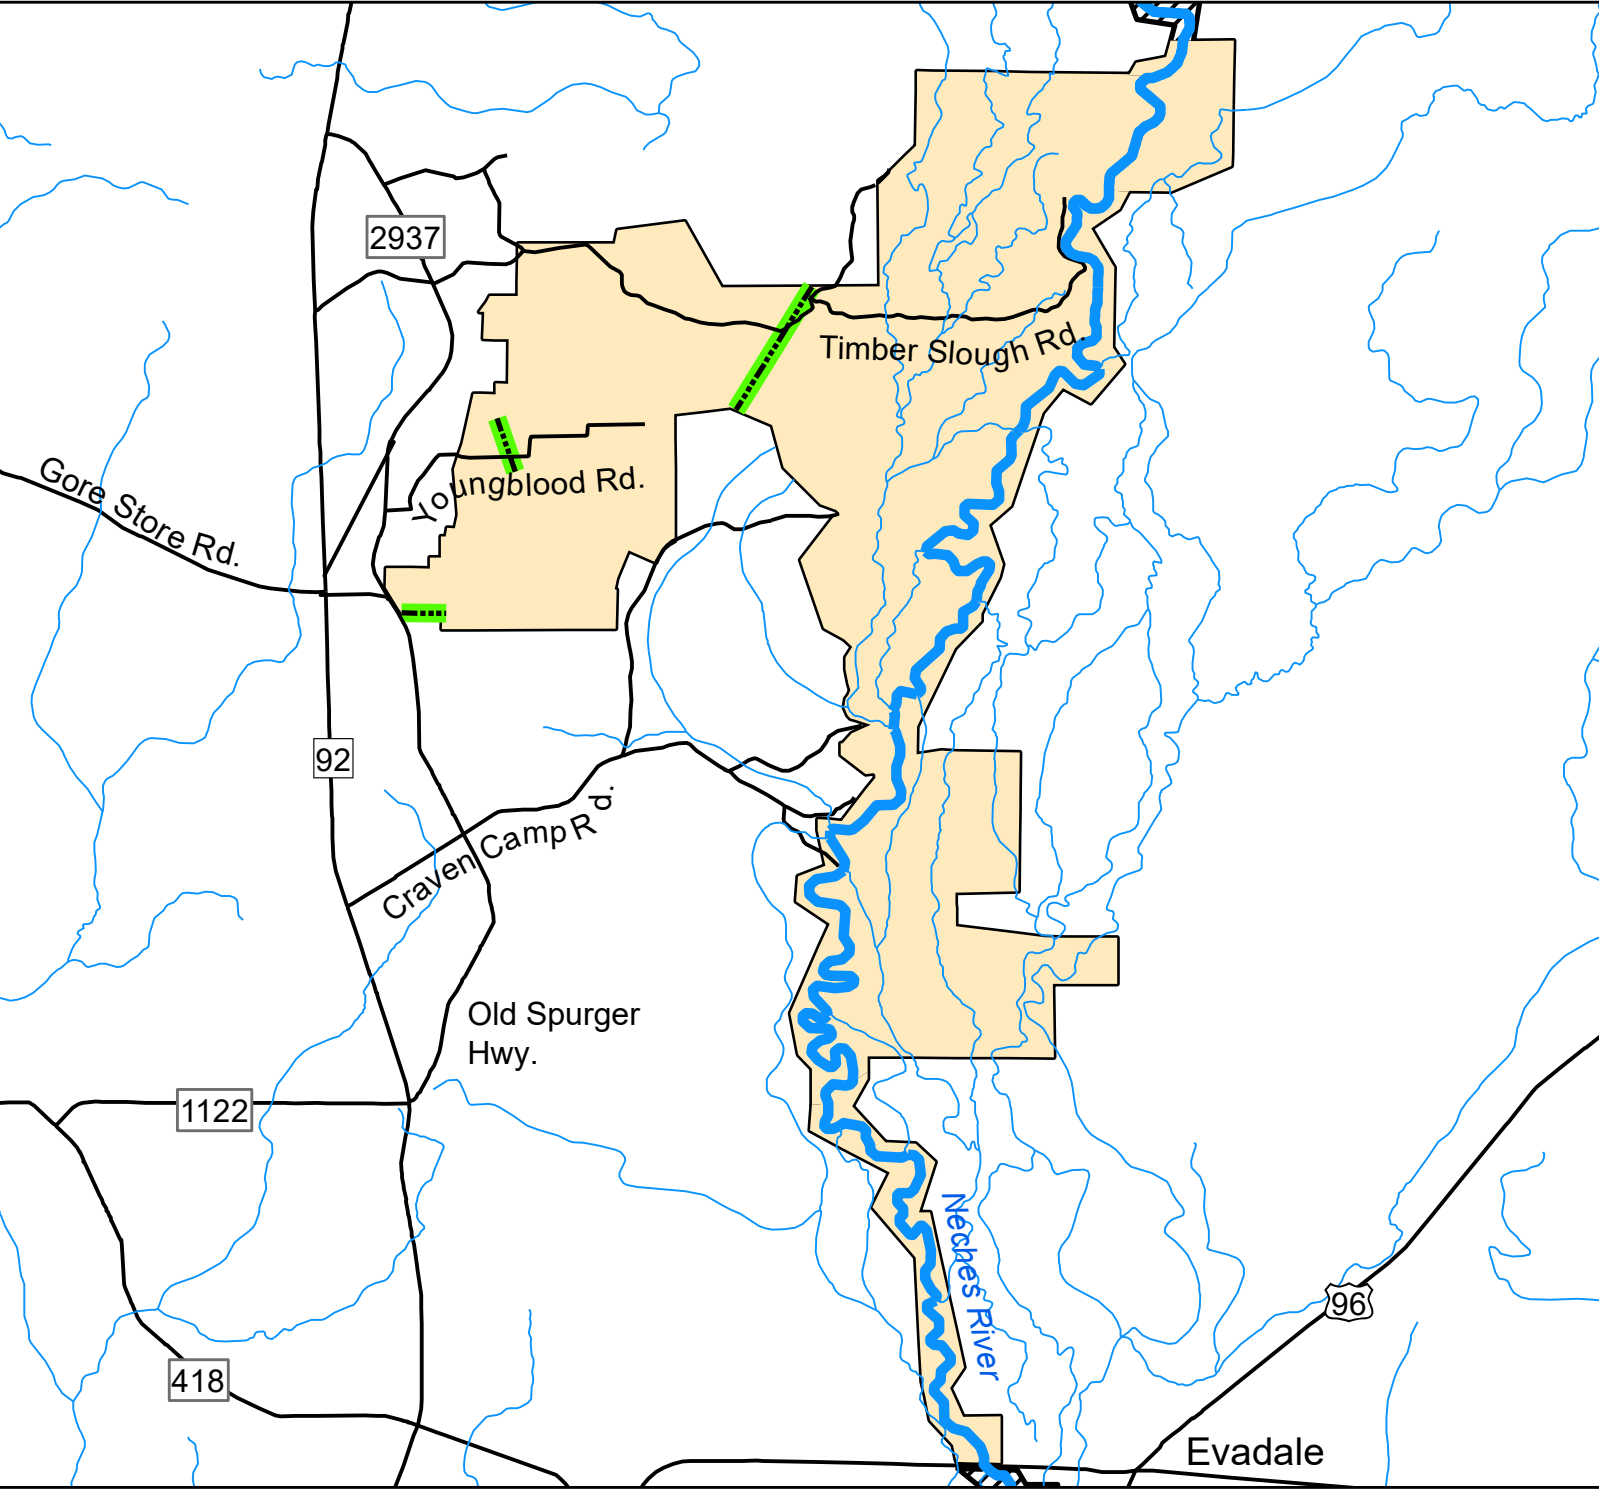 2937
Timber Slough Rd.
Gore Store Rd.
Youngblood Rd.
92
Craven Camp Rd.
Old Spurger
Hwy.
1122
Neches River
96
418
Evadale